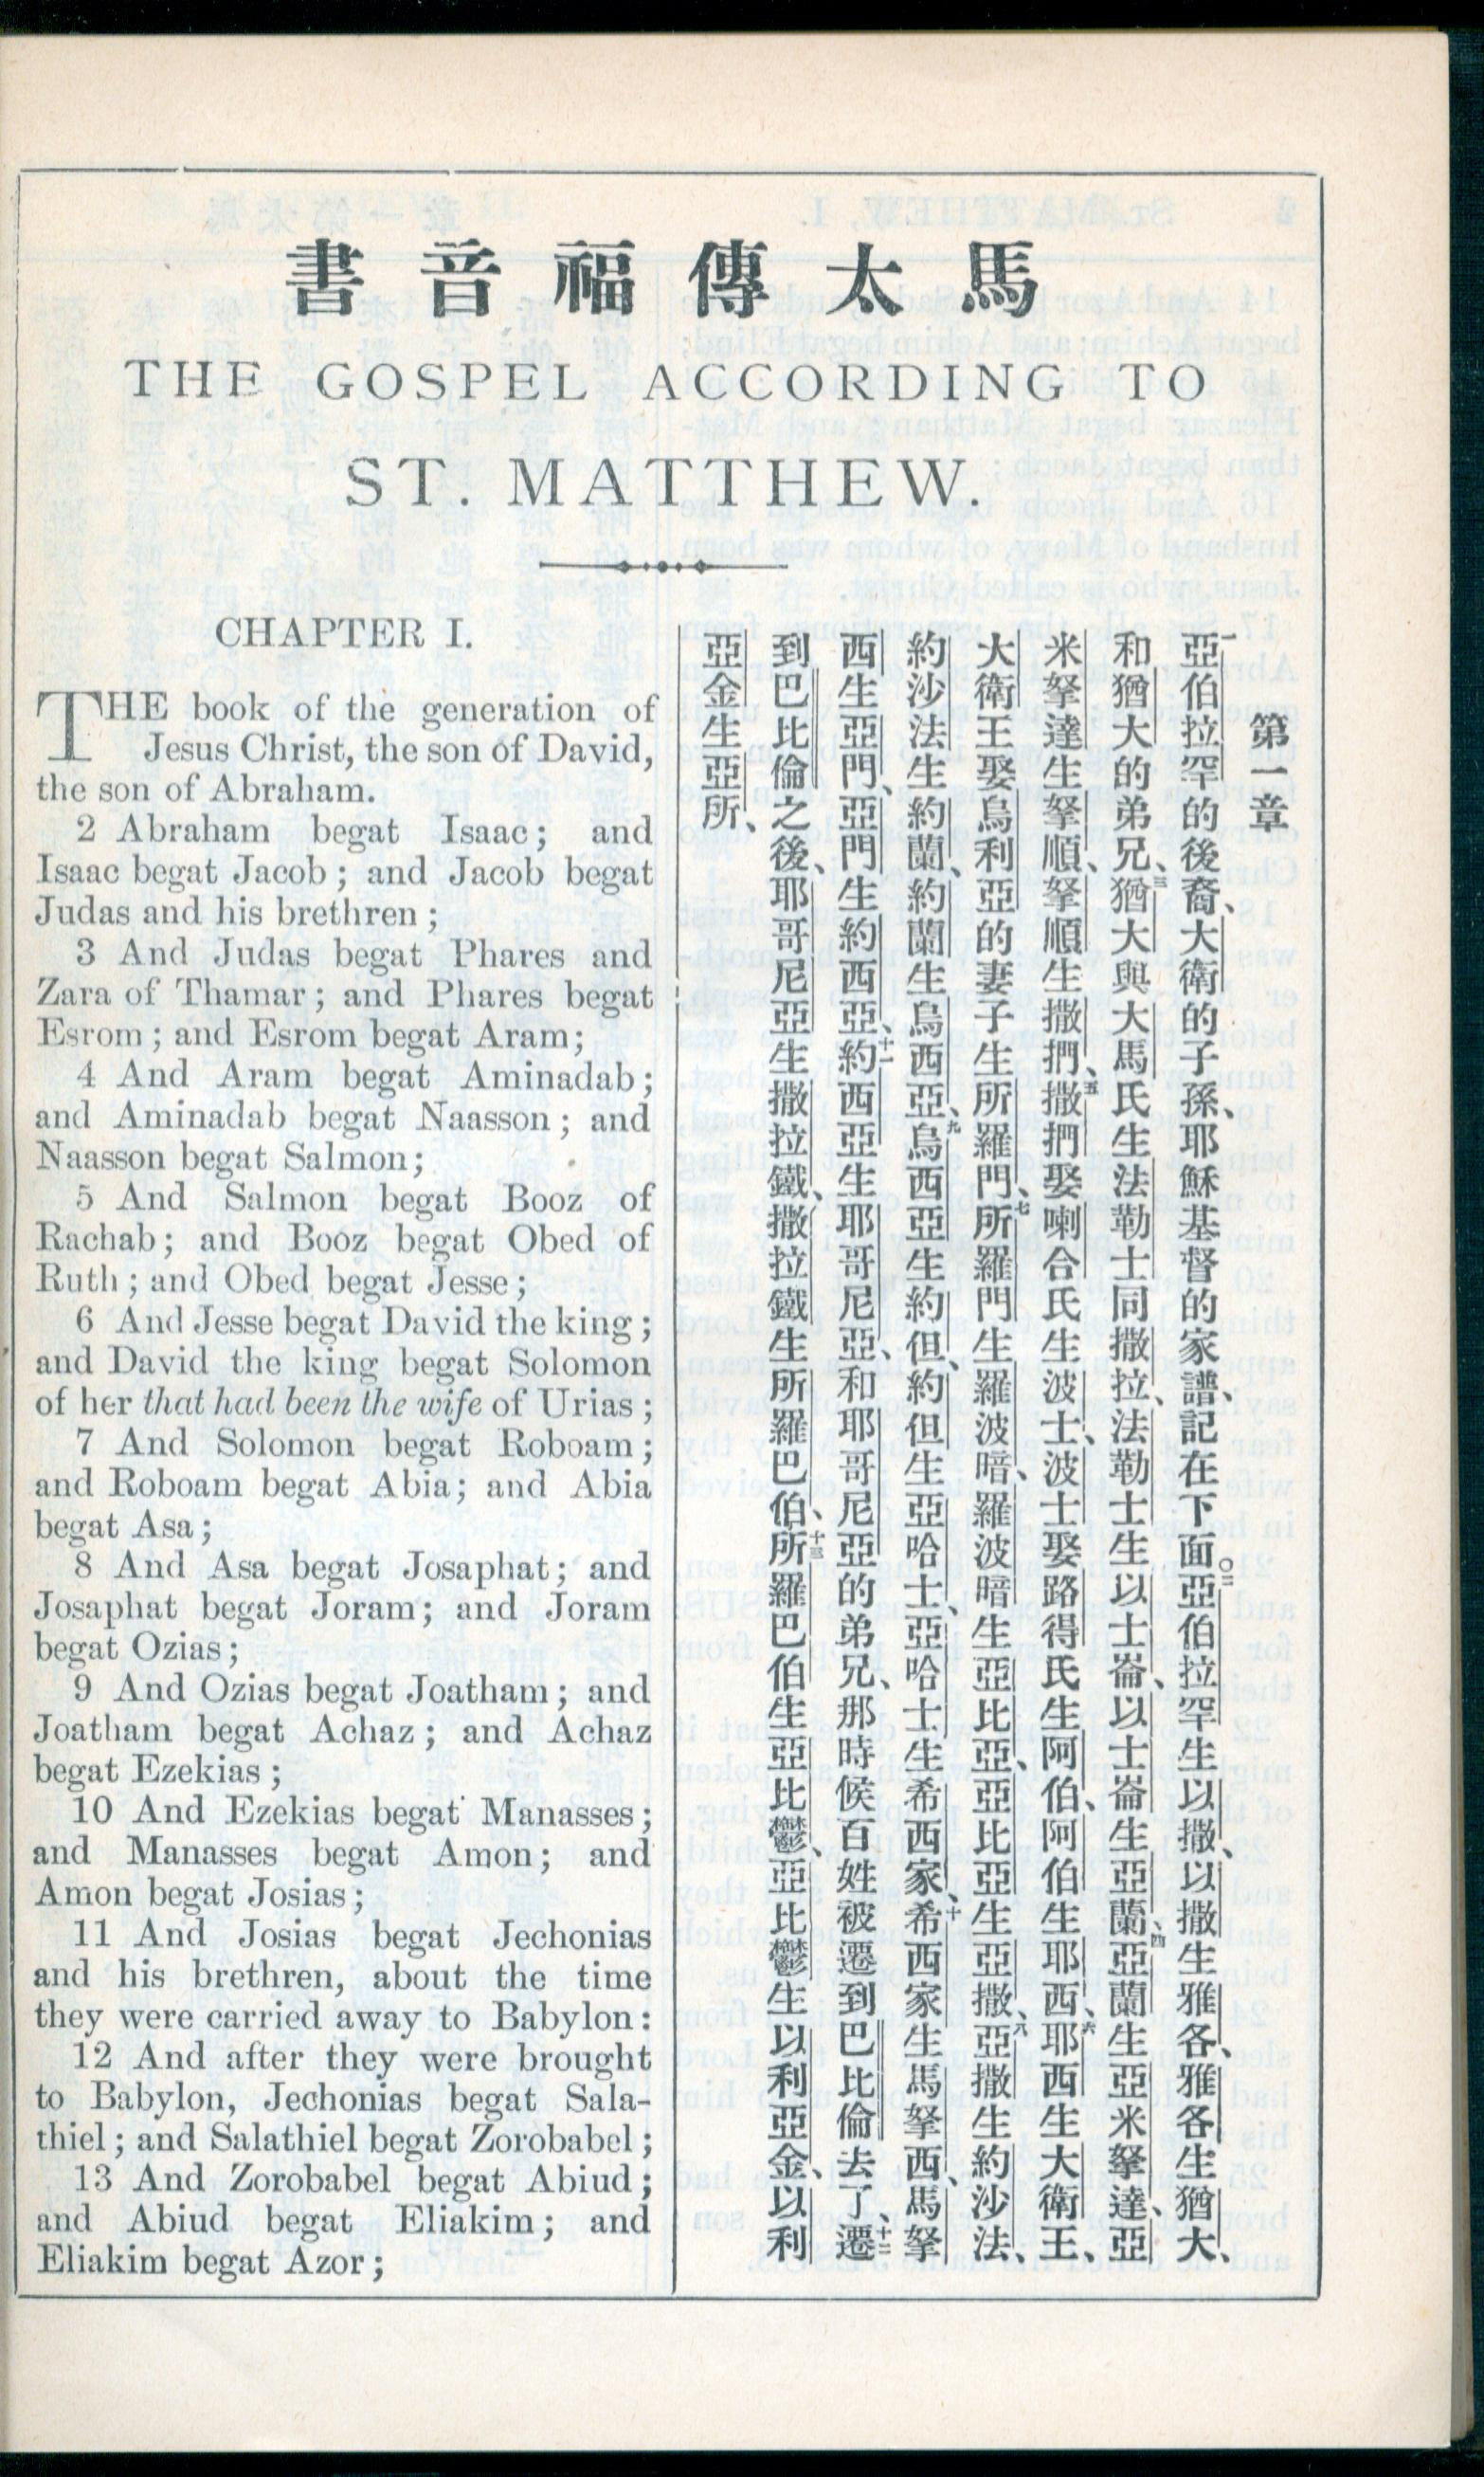 馬太傳福音書
THE GOSPEL ACCORDING TO
ST. MATTHEW.
CHAPTER I.
THE book of the generation of
Jesus Christ, the son of David,
the son of Abraham.
2 Abraham begat Isaac; and
Isaac begat Jacob; and Jacob begat
Judas and his brethren;
3 And Judas begat Phares and
Zara of Thamar; and Phares begat
Esrom; and Esrom begat Aram;
4 And Aram begat Aminadab;
and Aminadab begat Naasson; and
Naasson begat Salmon;
5 And Salmon begat Booz of
Rachab; and Booz begat Obed of
Ruth; and Obed begat Jesse;
6 And Jesse begat David the king;
and David the king begat Solomon
of her that had been the wife of Urias;
7 And Solomon begat Roboam;
and Roboam begat Abia; and Abia
begat Asa;
8 And Asa begat Josaphat; and
Josaphat begat Joram; and Joram
begat Ozias;
9 And Ozias begat Joatham; and
Joatham begat Achaz; and Achaz
begat Ezekias;
10 And Ezekias begat Manasses;
and Manasses begat Amon; and
Amon begat Josias;
11 And Josias begat Jechonias
and his brethren, about the time
they were carried away to Babylon:
12 And after they were brought
to Babylon, Jechonias begat Sala-
thiel; and Salathiel begat Zorobabel;
13 And Zorobabel begat Abiud;
and Abiud begat Eliakim; and
Eliakim begat Azor;
第一章
一亞伯拉罕的後裔、大衛的子孫、耶穌基督的家譜、記在下面。二亞伯拉罕生以撒、以撒生雅各、雅各生猶大、
和猶大的弟兄、三猶大與大馬氏生法勒士同撒拉、法勒士生以士崙、以士崙生亞蘭、四亞蘭生亞米拏達、亞
米拏達生拏順、拏順生撒捫、五撒捫娶喇合氏生波士、波士娶路得氏生阿伯、阿伯生耶西、六耶西生大衛王、
大衛王娶烏利亞的妻子生所羅門、七所羅門生羅波暗、羅波暗生亞比亞、亞比亞生亞撒、八亞撒生約沙法、
約沙法生約蘭、約蘭生烏西亞、九烏西亞生約但、約但生亞哈士、亞哈士生希西家、十希西家生馬拏西、馬拏
西生亞門、亞門生約西亞、十一約西亞生耶哥尼亞、和耶哥尼亞的弟兄、那時候百姓被遷到巴比倫去了、十二遷
到巴比倫之後、耶哥尼亞生撒拉鐵、撒拉鐵生所羅巴伯、十三所羅巴伯生亞比鬱、亞比鬱生以利亞金、以利
亞金生亞所、